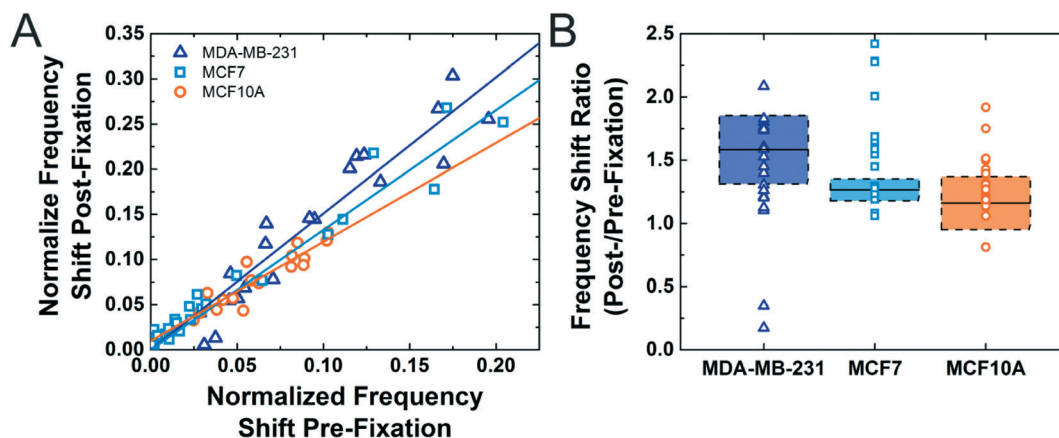 A
Normalize Frequency
Shift Post-Fixation
0.35
0.30
0.25
0.20
0.15
0.10
0.05
0.00
MDA-MB-231
MCF7
MCF10A
0.00 0.05 0.10 0.15 0.20
Normalized Frequency
Shift Pre-Fixation
B
Frequency Shift Ratio
(Post-/Pre-Fixation)
2.5
2.0
1.5
1.0
0.5
0.0
MDA-MB-231 MCF7 MCF10A